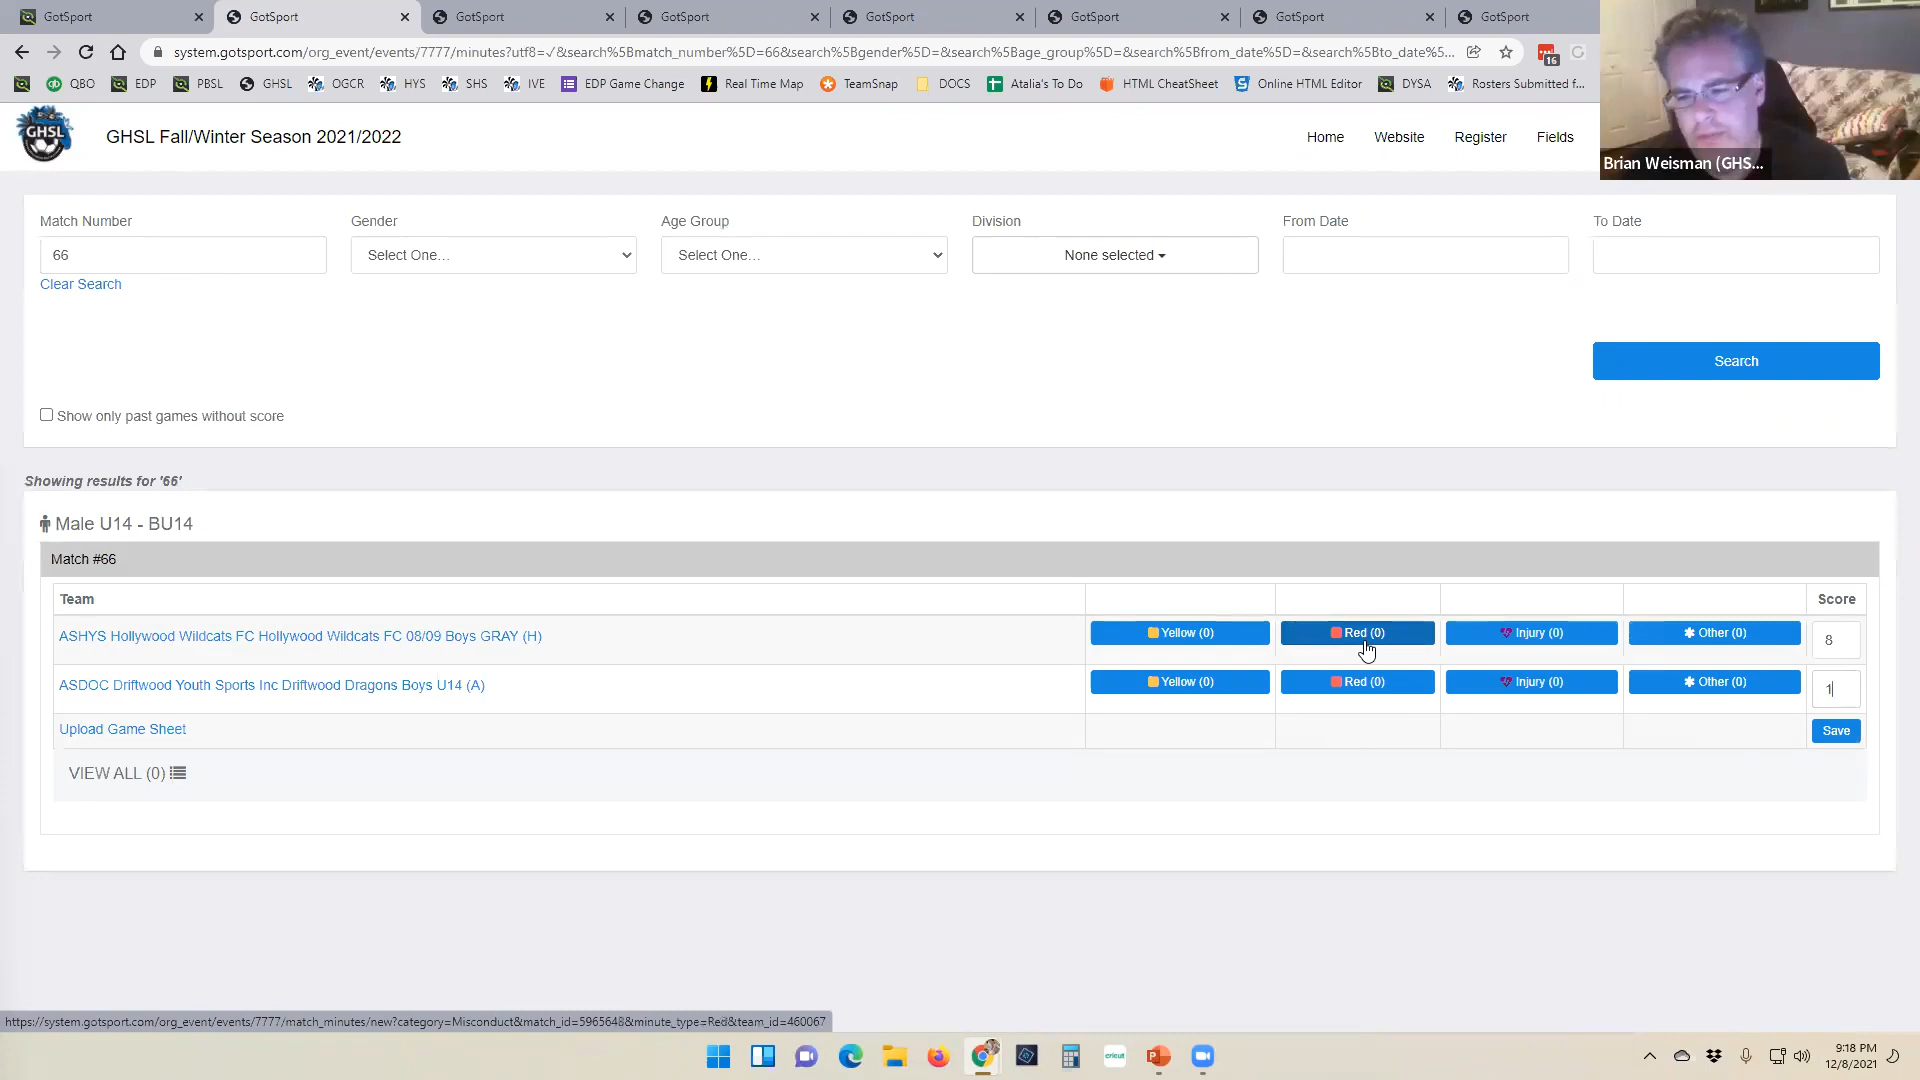 GotSport GotSport GotSport GotSport GotSport GotSport GotSport GotSport
system.gotsport.com/org_event/events/7777/minutes?utf8=✓&search%5Bmatch_number%5D=66&search%5Bgender%5D=&search%5Bage_group%5D=&search%5Bfrom_date%5D=&search%5Bto_date%5...
16
QBO EDP PBSL GHSL OGCR HYS SHS IVE EDP Game Change Real Time Map TeamSnap DOCS Atalia's To Do HTML CheatSheet Online HTML Editor DYSA Rosters Submitted f...
GHSL
GHSL Fall/Winter Season 2021/2022
Home Website Register Fields
Brian Weisman (GHS...
Match Number Gender Age Group Division From Date To Date
66 Select One... Select One... None selected
Clear Search
Search
Show only past games without score
Showing results for '66'
Male U14 - BU14
Match #66
Team Score
ASHYS Hollywood Wildcats FC Hollywood Wildcats FC 08/09 Boys GRAY (H) Yellow (0) Red (0) Injury (0) Other (0) 8
ASDOC Driftwood Youth Sports Inc Driftwood Dragons Boys U14 (A) Yellow (0) Red (0) Injury (0) Other (0) 1
Upload Game Sheet Save
VIEW ALL (0)
https://system.gotsport.com/org_event/events/7777/match_minutes/new?category=Misconduct&match_id=5965648&minute_type=Red&team_id=460067
cricut
9:18 PM
12/8/2021